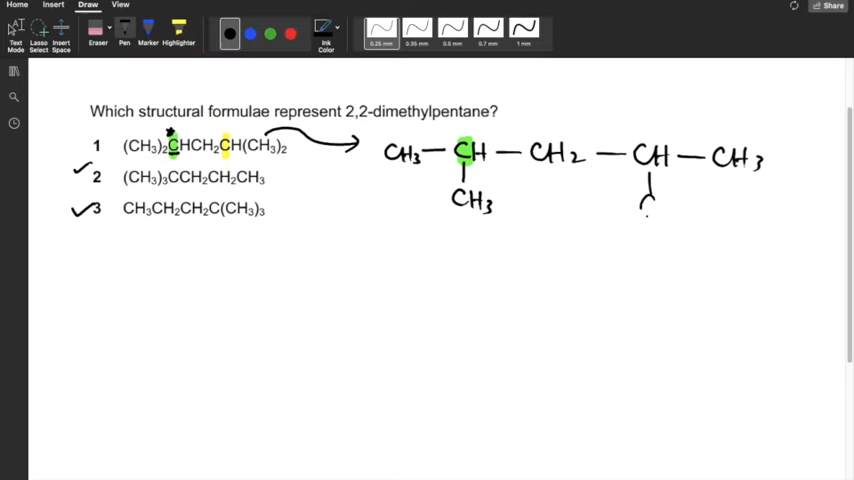 Home Insert Draw View Share
Text Mode Lasso Select Insert Space Eraser Pen Marker Highlighter Ink Color 0.25 mm 0.35 mm 0.5 mm 0.7 mm 1 mm
Which structural formulae represent 2,2-dimethylpentane?
1 (CH₃)₂CHCH₂CH(CH₃)₂
2 (CH₃)₃CCH₂CH₂CH₃
3 CH₃CH₂CH₂C(CH₃)₃
CH₃ — CH — CH₂ — CH — CH₃
CH₃